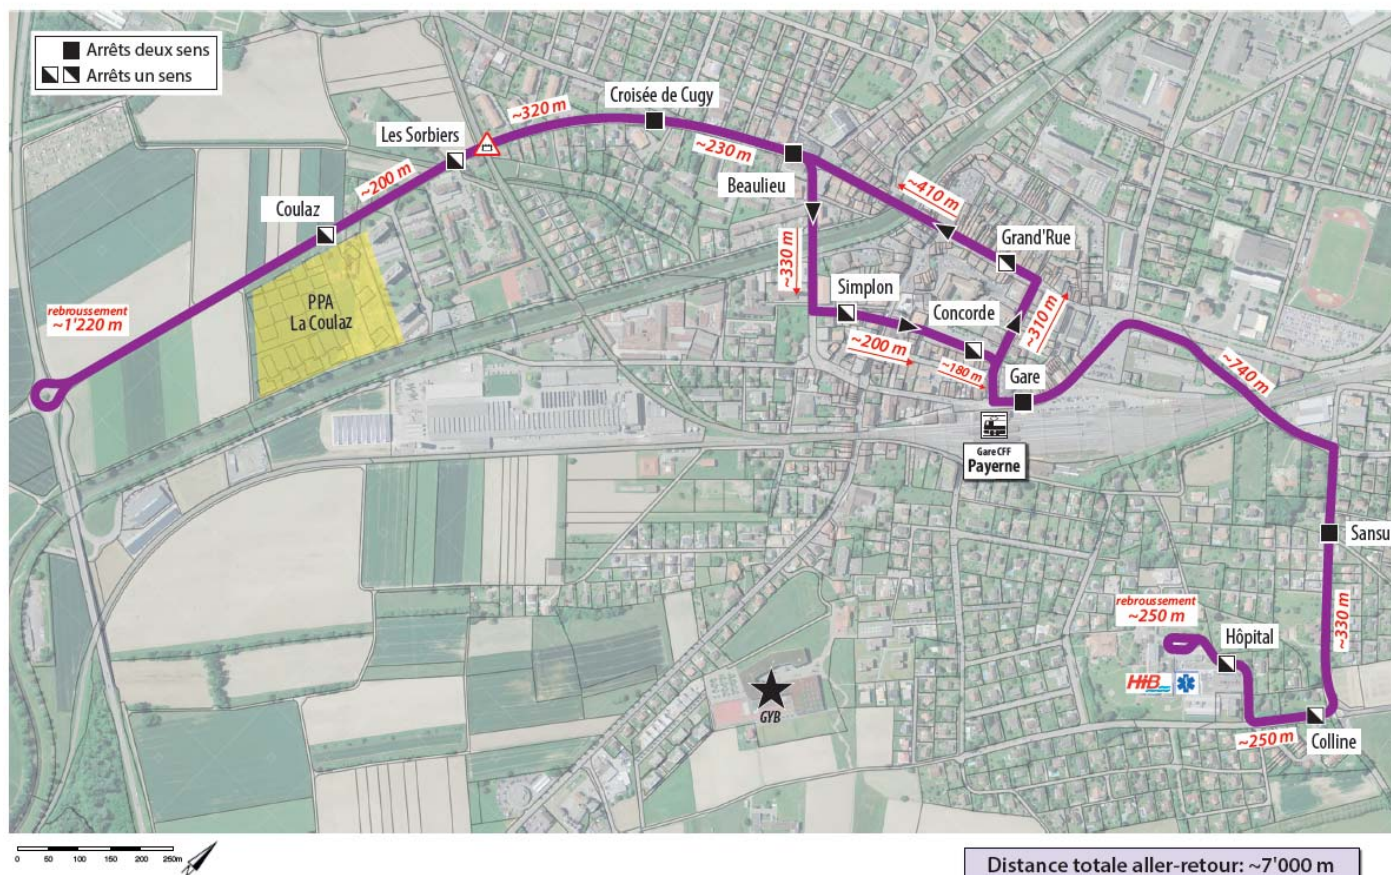 Arrêts deux sens
Arrêts un sens
Croisée de Cugy
~320 m
Les Sorbiers
~230 m
~200 m
Beaulieu
~410 m
Coulaz
Grand'Rue
~330 m
Simplon
rebroussement
~1'220 m
PPA
La Coulaz
Concorde
~310 m
~200 m
~180 m
Gare
~740 m
Gare CFF
Payerne
Sansu
rebroussement
~250 m
~330 m
Hôpital
HIB
GYB
~250 m
Colline
0 50 100 150 200 250m
Distance totale aller-retour: ~7'000 m